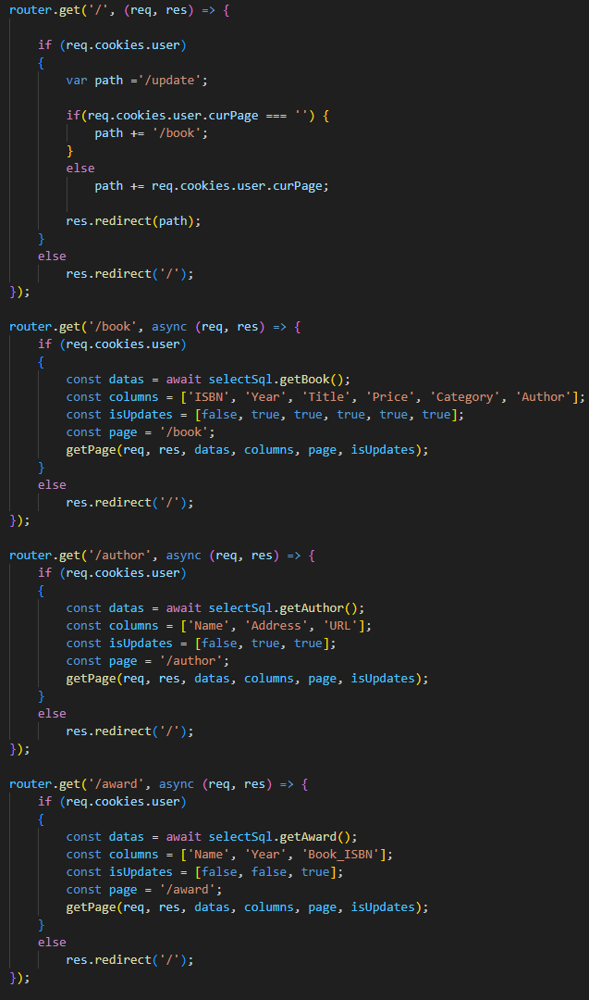 router.get('/', (req, res) => {
if (req.cookies.user)
{
var path ='/update';
if(req.cookies.user.curPage === '') {
path += '/book';
}
else
path += req.cookies.user.curPage;
res.redirect(path);
}
else
res.redirect('/');
});
router.get('/book', async (req, res) => {
if (req.cookies.user)
{
const datas = await selectSql.getBook();
const columns = ['ISBN', 'Year', 'Title', 'Price', 'Category', 'Author'];
const isUpdates = [false, true, true, true, true, true];
const page = '/book';
getPage(req, res, datas, columns, page, isUpdates);
}
else
res.redirect('/');
});
router.get('/author', async (req, res) => {
if (req.cookies.user)
{
const datas = await selectSql.getAuthor();
const columns = ['Name', 'Address', 'URL'];
const isUpdates = [false, true, true];
const page = '/author';
getPage(req, res, datas, columns, page, isUpdates);
}
else
res.redirect('/');
});
router.get('/award', async (req, res) => {
if (req.cookies.user)
{
const datas = await selectSql.getAward();
const columns = ['Name', 'Year', 'Book_ISBN'];
const isUpdates = [false, false, true];
const page = '/award';
getPage(req, res, datas, columns, page, isUpdates);
}
else
res.redirect('/');
});